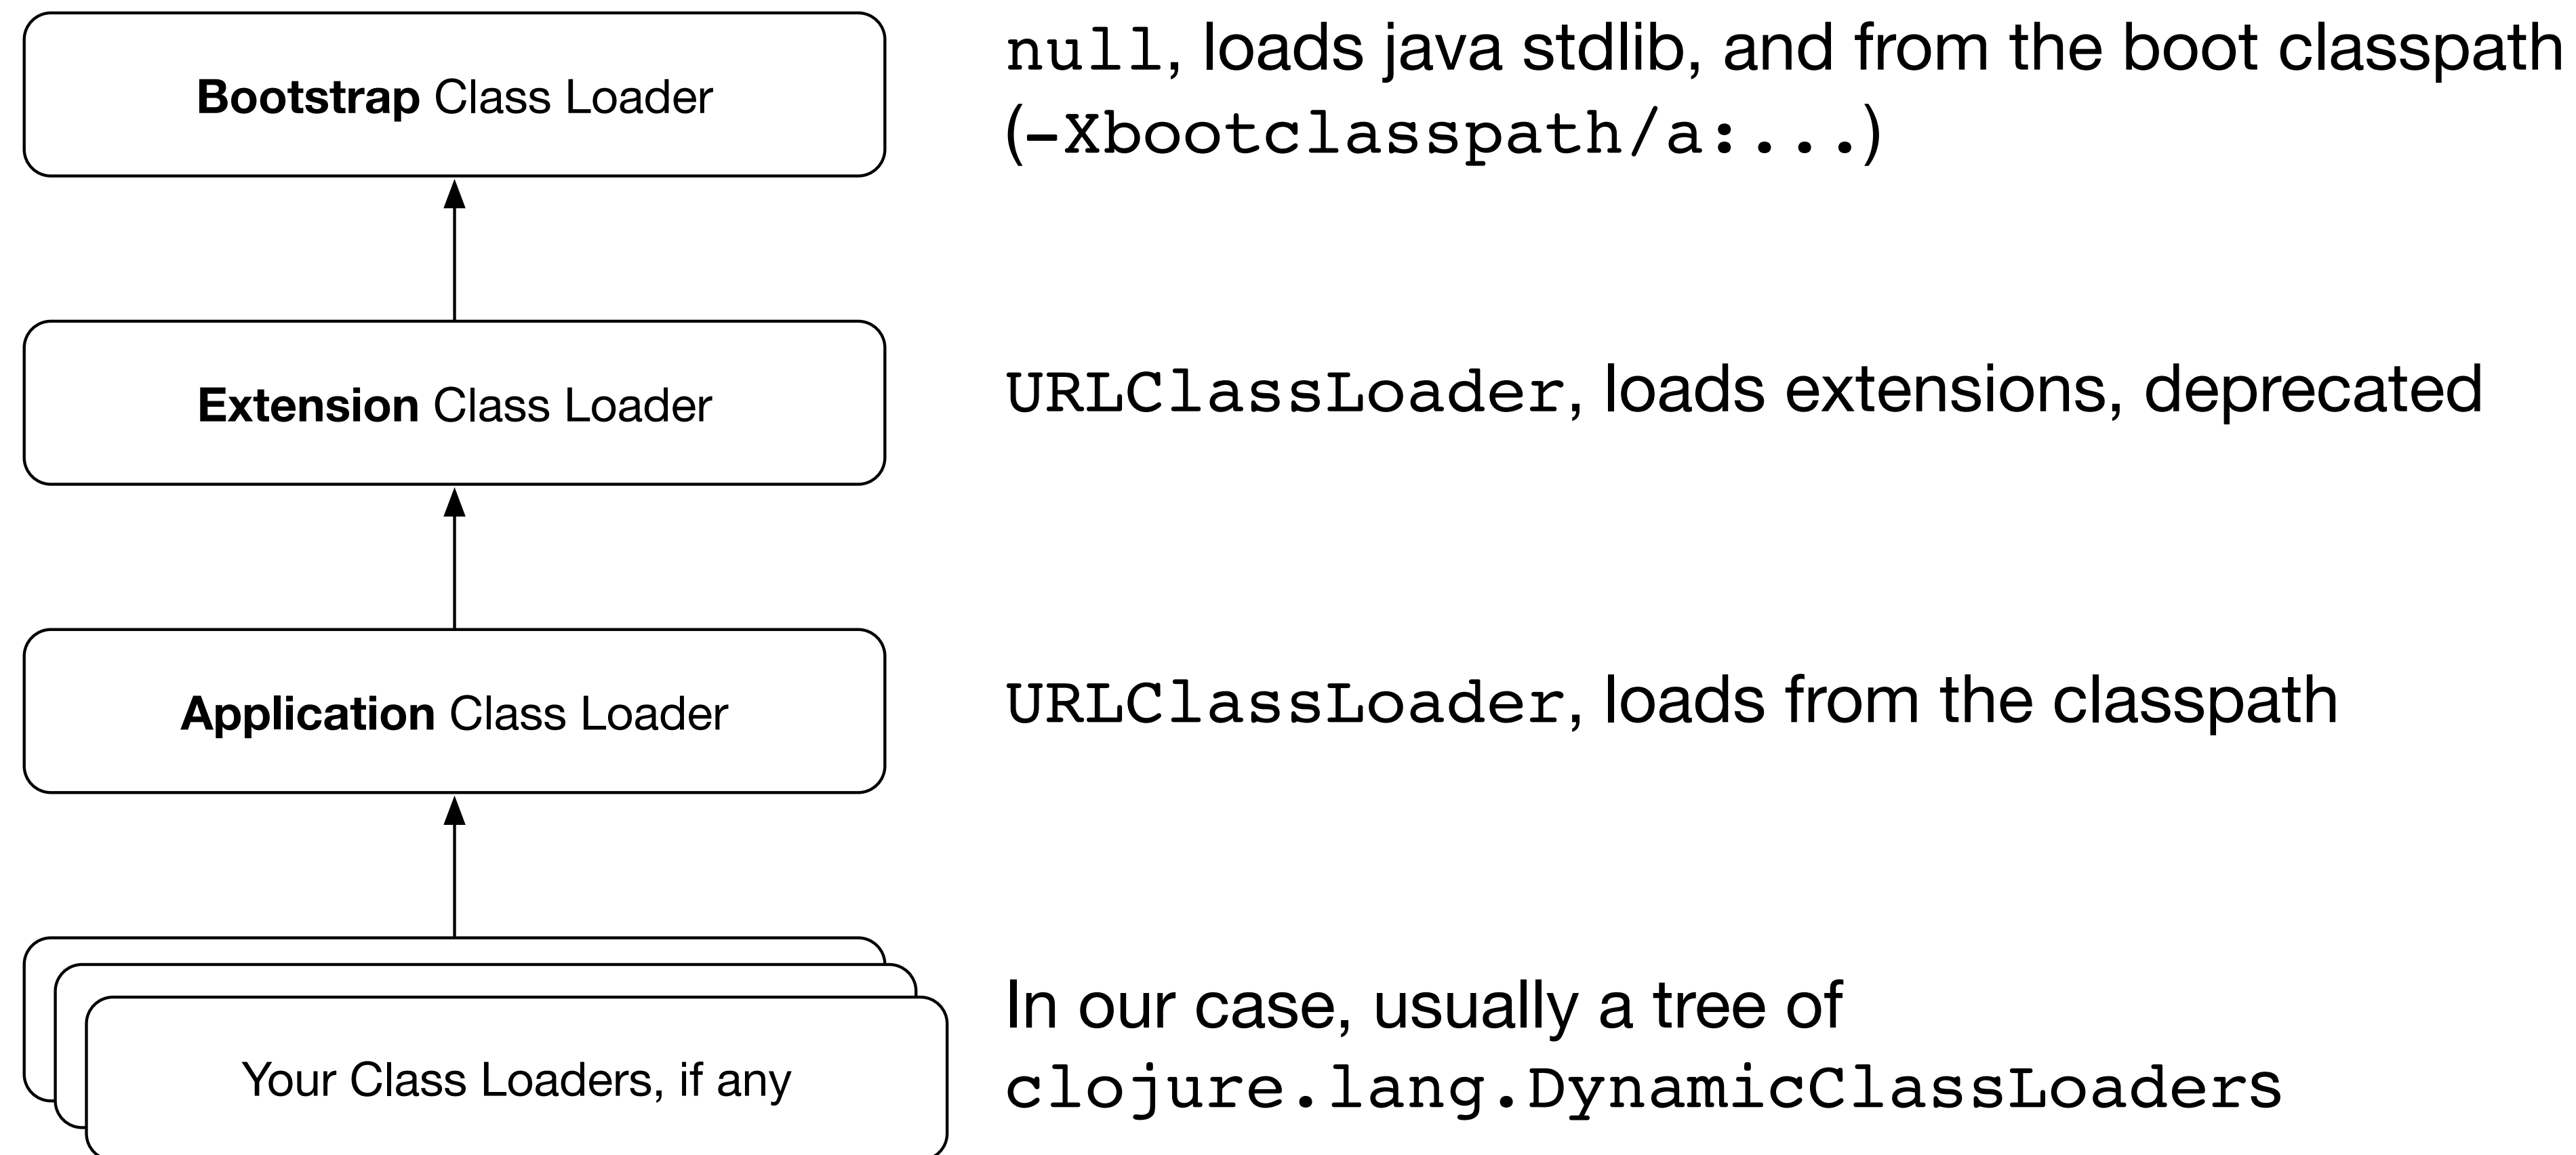 Bootstrap Class Loader
null, loads java stdlib, and from the boot classpath
(-Xbootclasspath/a:...)
Extension Class Loader
URLClassLoader, loads extensions, deprecated
Application Class Loader
URLClassLoader, loads from the classpath
Your Class Loaders, if any
In our case, usually a tree of
clojure.lang.DynamicClassLoaders